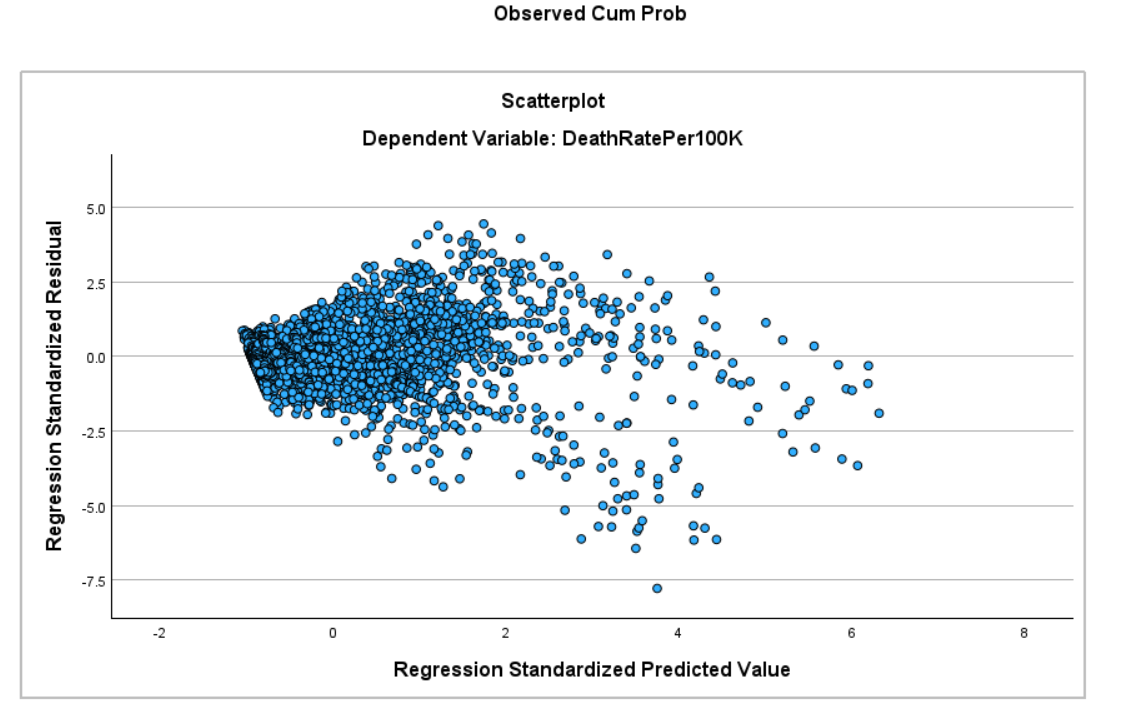 Observed Cum Prob
Scatterplot
Dependent Variable: DeathRatePer100K
Regression Standardized Residual
5.0
2.5
0.0
-2.5
-5.0
-7.5
-2 0 2 4 6 8
Regression Standardized Predicted Value